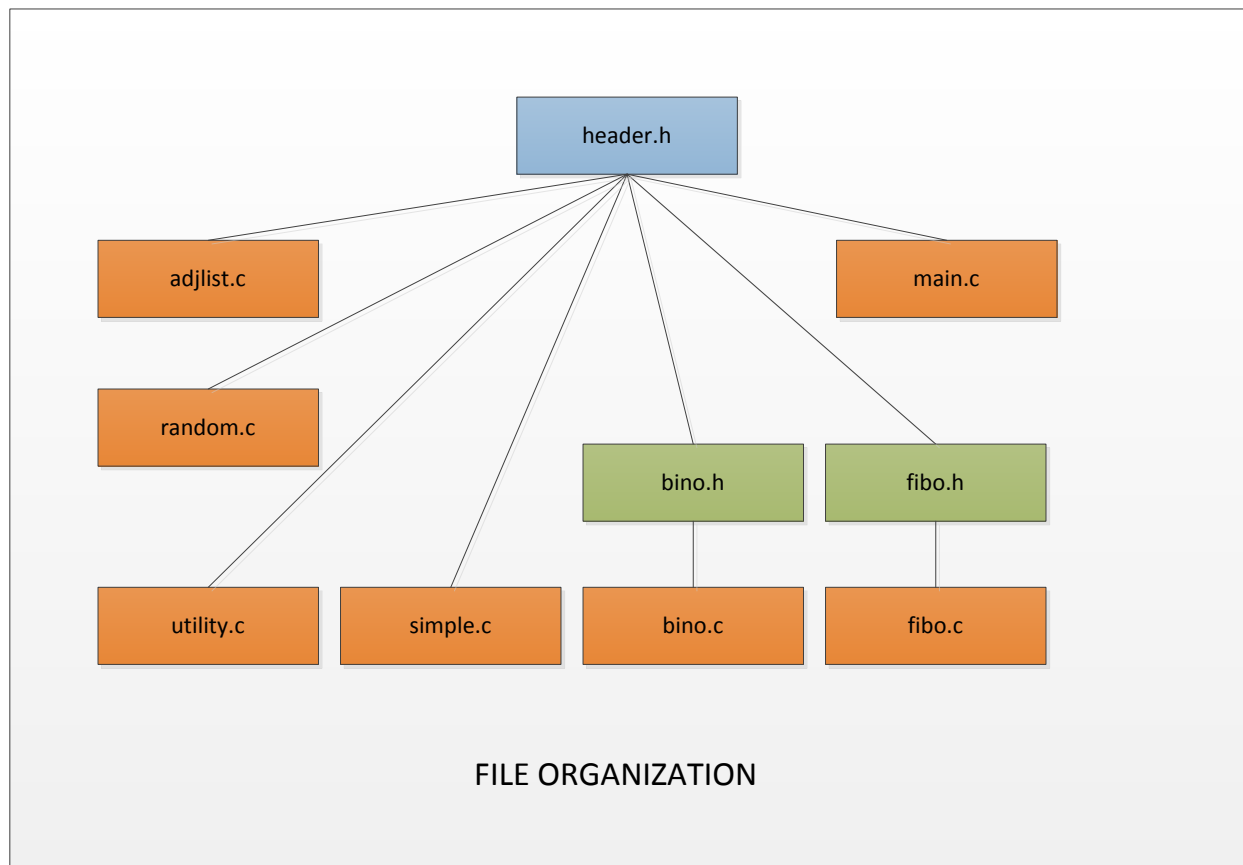 header.h
adjlist.c
main.c
random.c
bino.h
fibo.h
utility.c
simple.c
bino.c
fibo.c
FILE ORGANIZATION